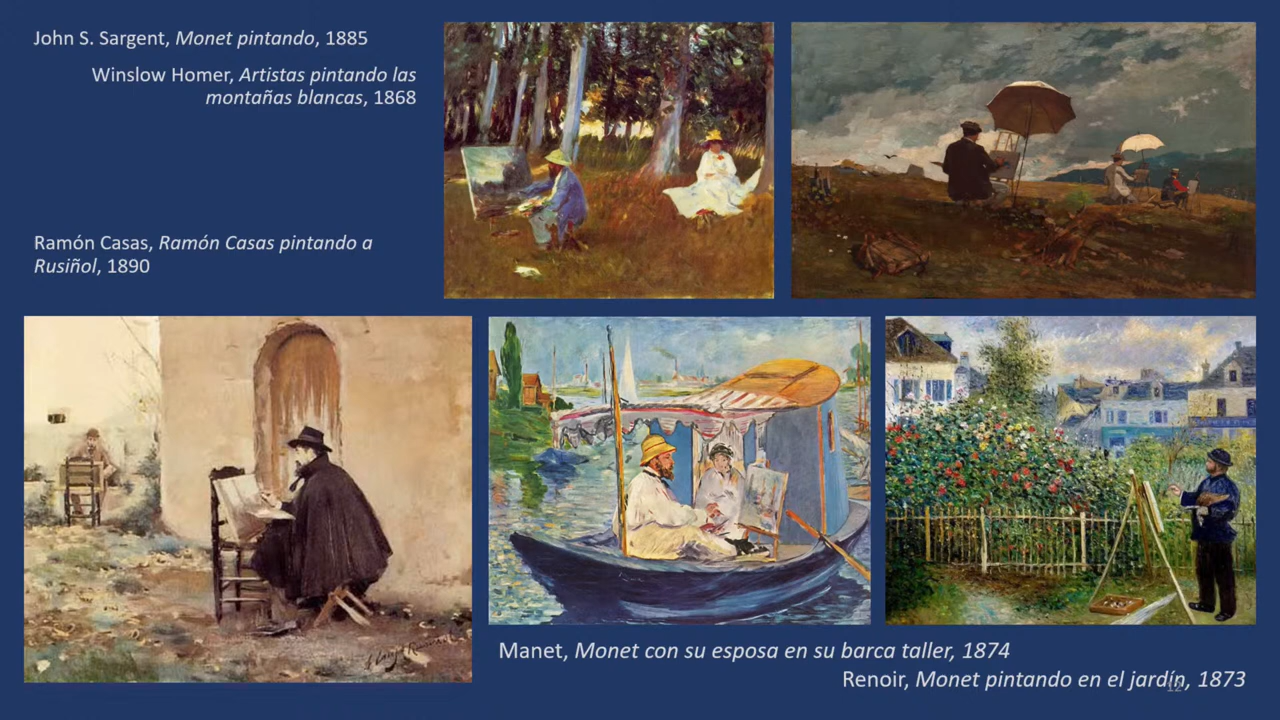 John S. Sargent, Monet pintando, 1885
Winslow Homer, Artistas pintando las
montañas blancas, 1868
Ramón Casas, Ramón Casas pintando a
Rusiñol, 1890
Manet, Monet con su esposa en su barca taller, 1874
Renoir, Monet pintando en el jardín, 1873
12